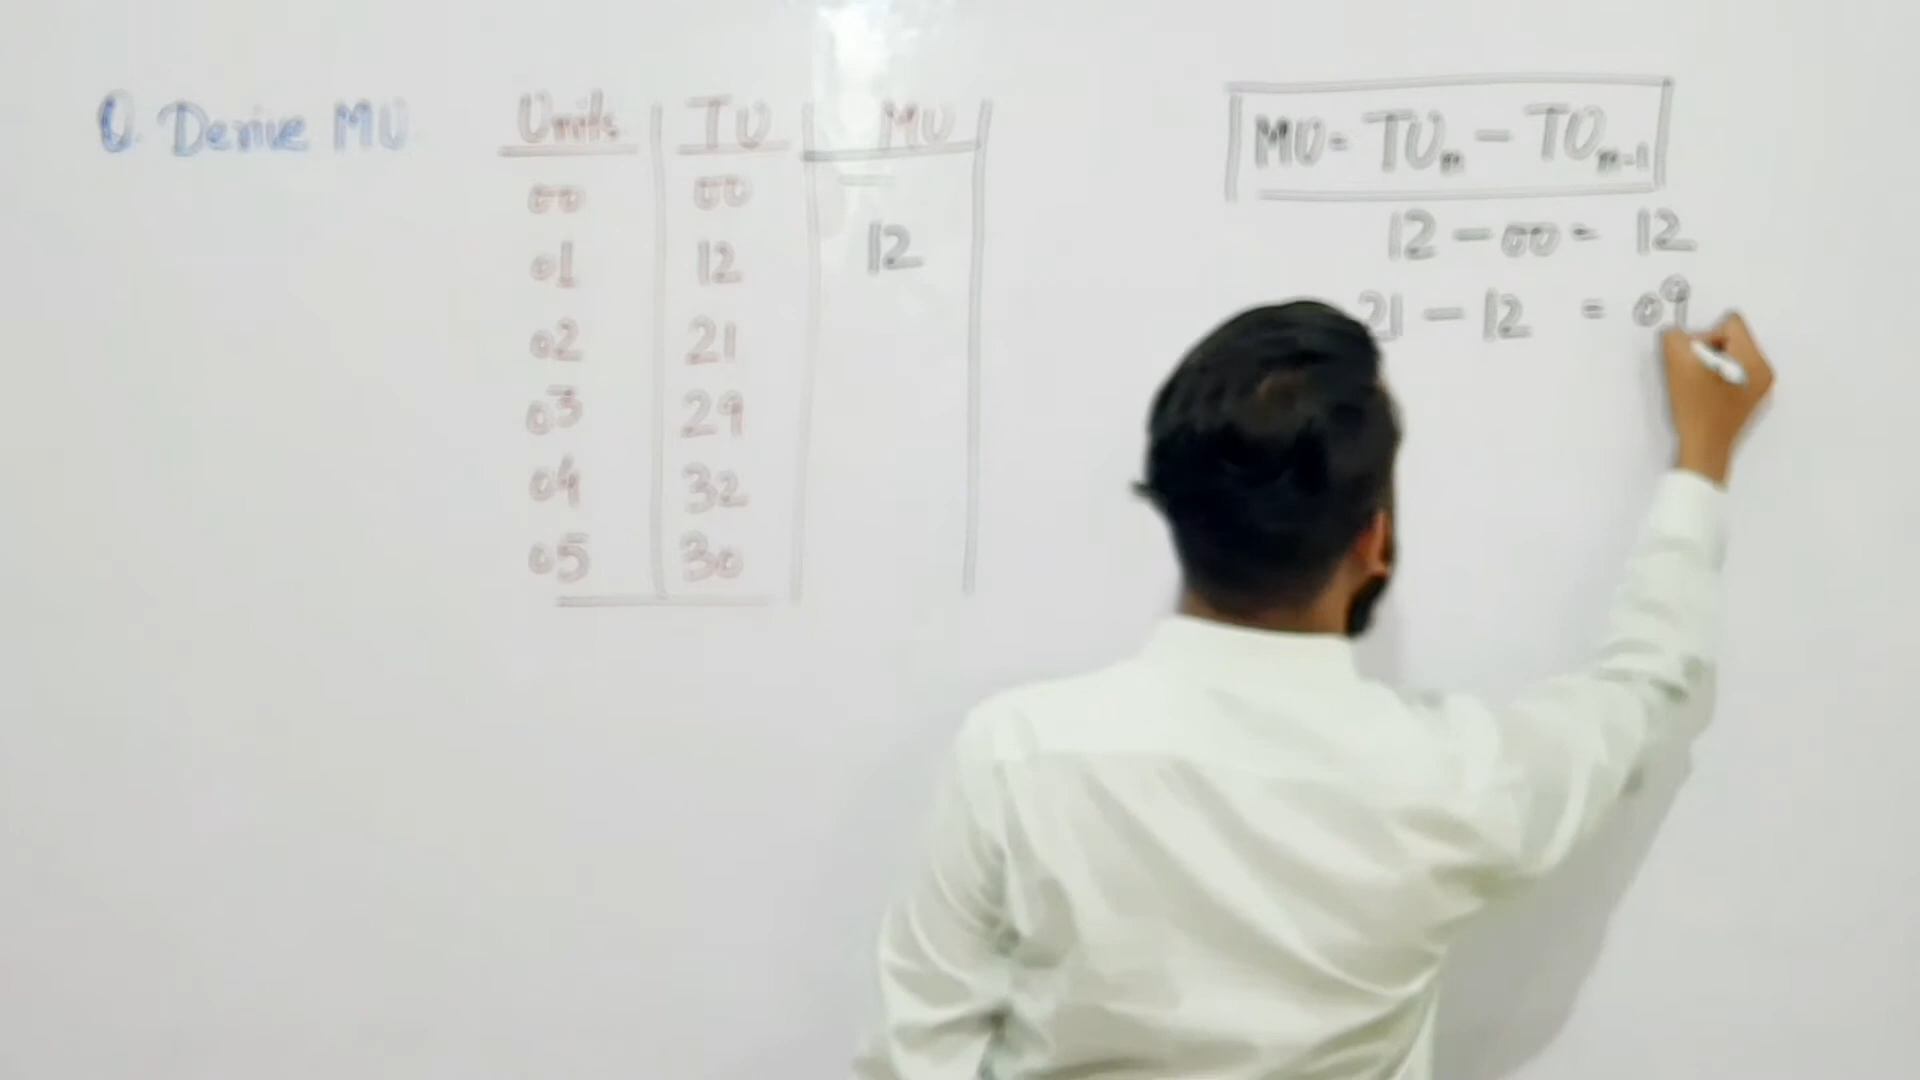 Q. Derive MU
Units TU MU
00 00 —
01 12 12
02 21
03 29
04 32
05 30
MU = TUn - TUn-1
12 - 00 = 12
21 - 12 = 09